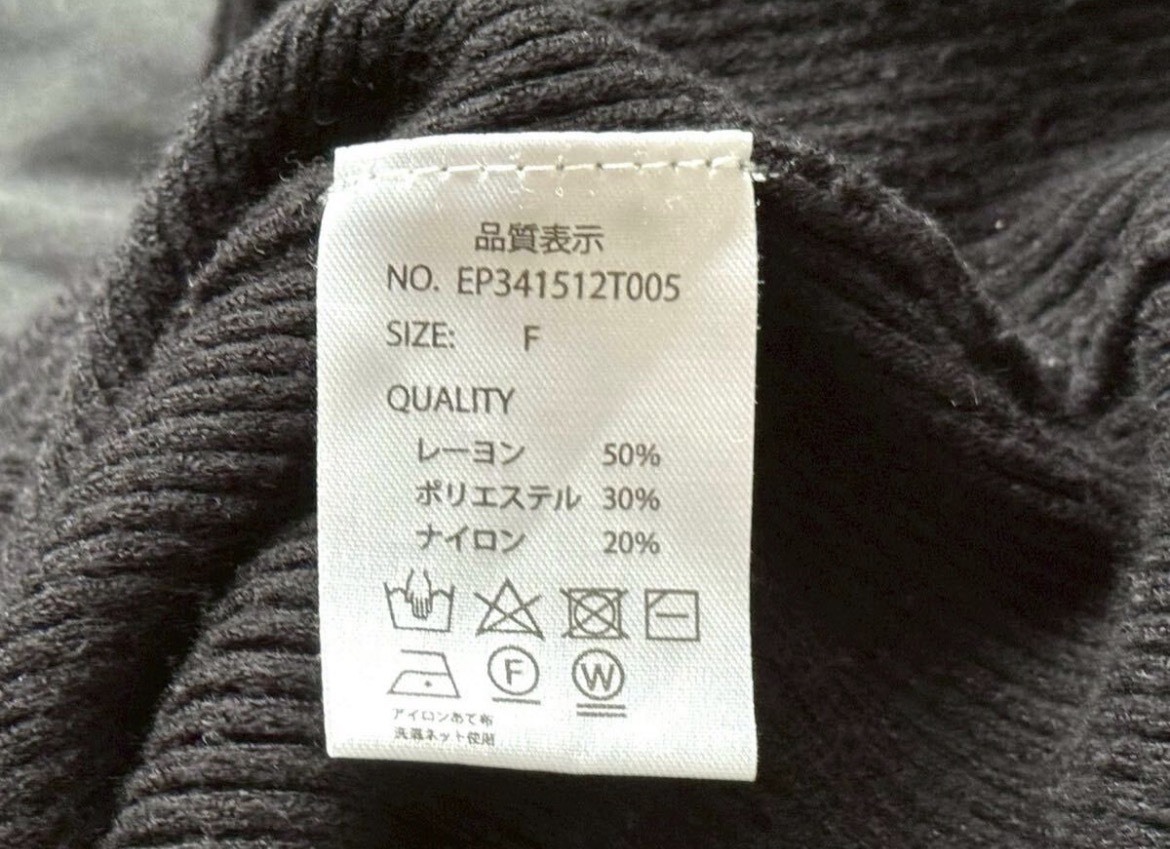 品質表示
NO. EP341512T005
SIZE: F
QUALITY
レーヨン 50%
ポリエステル 30%
ナイロン 20%
F W
アイロンあて布
洗濯ネット使用